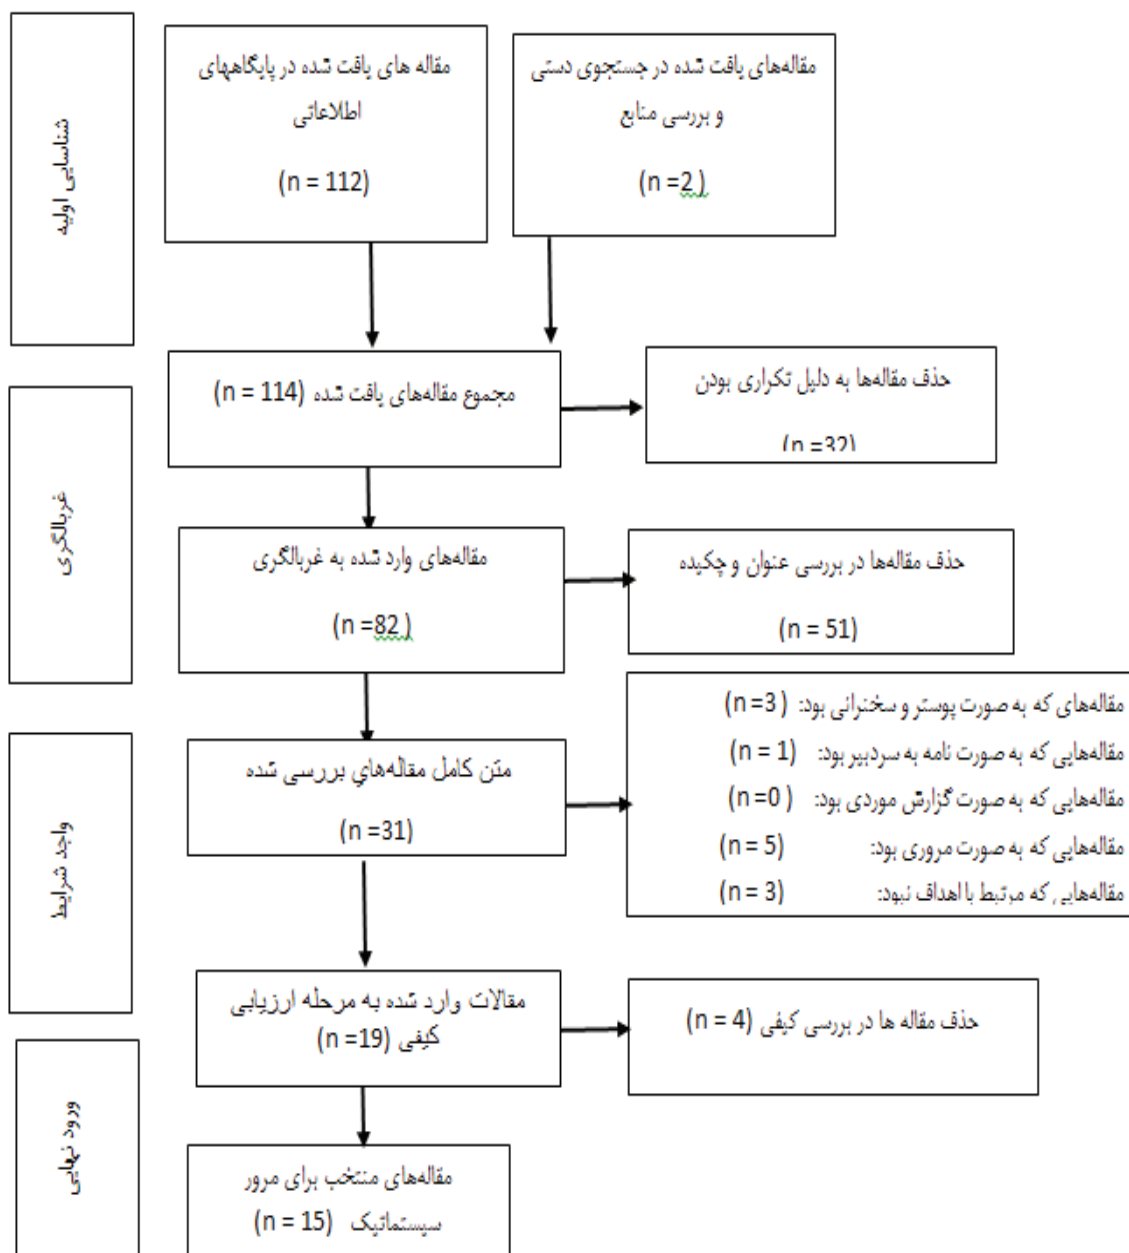 شناسایی اولیه
مقاله های یافت شده در پایگاههای
اطلاعاتی
(n = 112)
مقاله‌های یافت شده در جستجوی دستی
و بررسی منابع
(n =2 )
مجموع مقاله‌های یافت شده (n = 114)
حذف مقاله‌ها به دلیل تکراری بودن
(n =32)
غربالگری
مقاله‌های وارد شده به غربالگری
(n =82 )
حذف مقاله‌ها در بررسی عنوان و چکیده
(n = 51)
واجد شرایط
متن کامل مقاله‌های بررسی شده
(n =31)
مقاله‌های که به صورت پوستر و سخنرانی بود: (n =3 )
مقاله‌هایی که به صورت نامه به سردبیر بود: (n = 1)
مقاله‌هایی که به صورت گزارش موردی بود: (n =0 )
مقاله‌هایی که به صورت مروری بود: (n = 5)
مقاله‌هایی که مرتبط با اهداف نبود: (n = 3)
مقالات وارد شده به مرحله ارزیابی
کیفی (n =19)
حذف مقاله ها در بررسی کیفی (n = 4)
ورود نهایی
مقاله‌های منتخب برای مرور
سیستماتیک (n = 15)